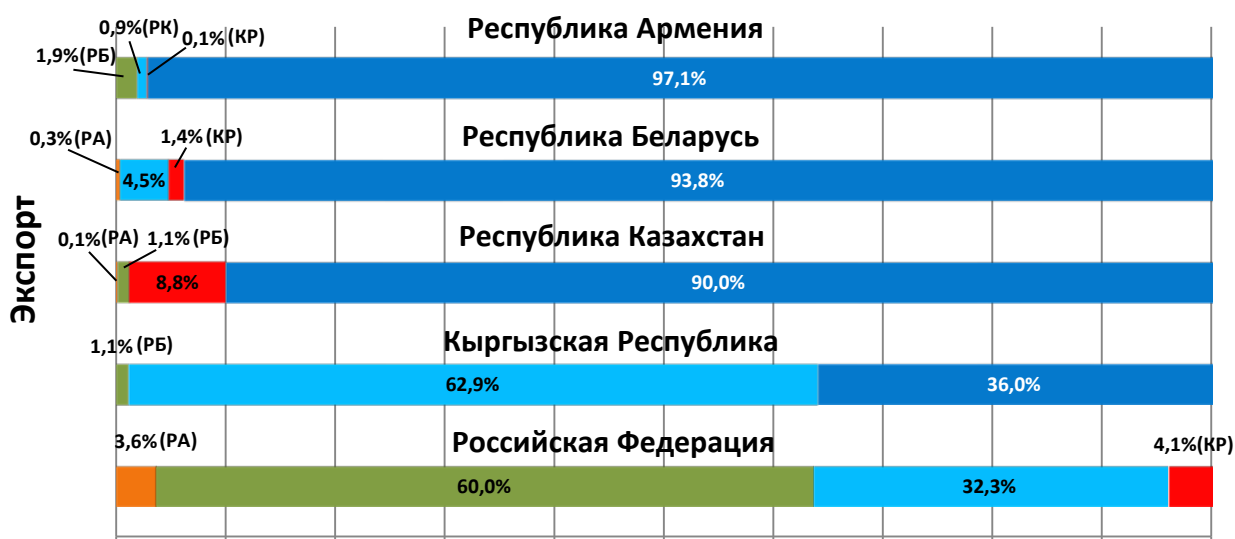 Экспорт
Республика Армения
1,9%(РБ)
0,9%(РК)
0,1%(КР)
97,1%
Республика Беларусь
0,3%(РА)
4,5%
1,4%(КР)
93,8%
Республика Казахстан
0,1%(РА)
1,1%(РБ)
8,8%
90,0%
Кыргызская Республика
1,1% (РБ)
62,9%
36,0%
Российская Федерация
3,6%(РА)
60,0%
32,3%
4,1%(КР)